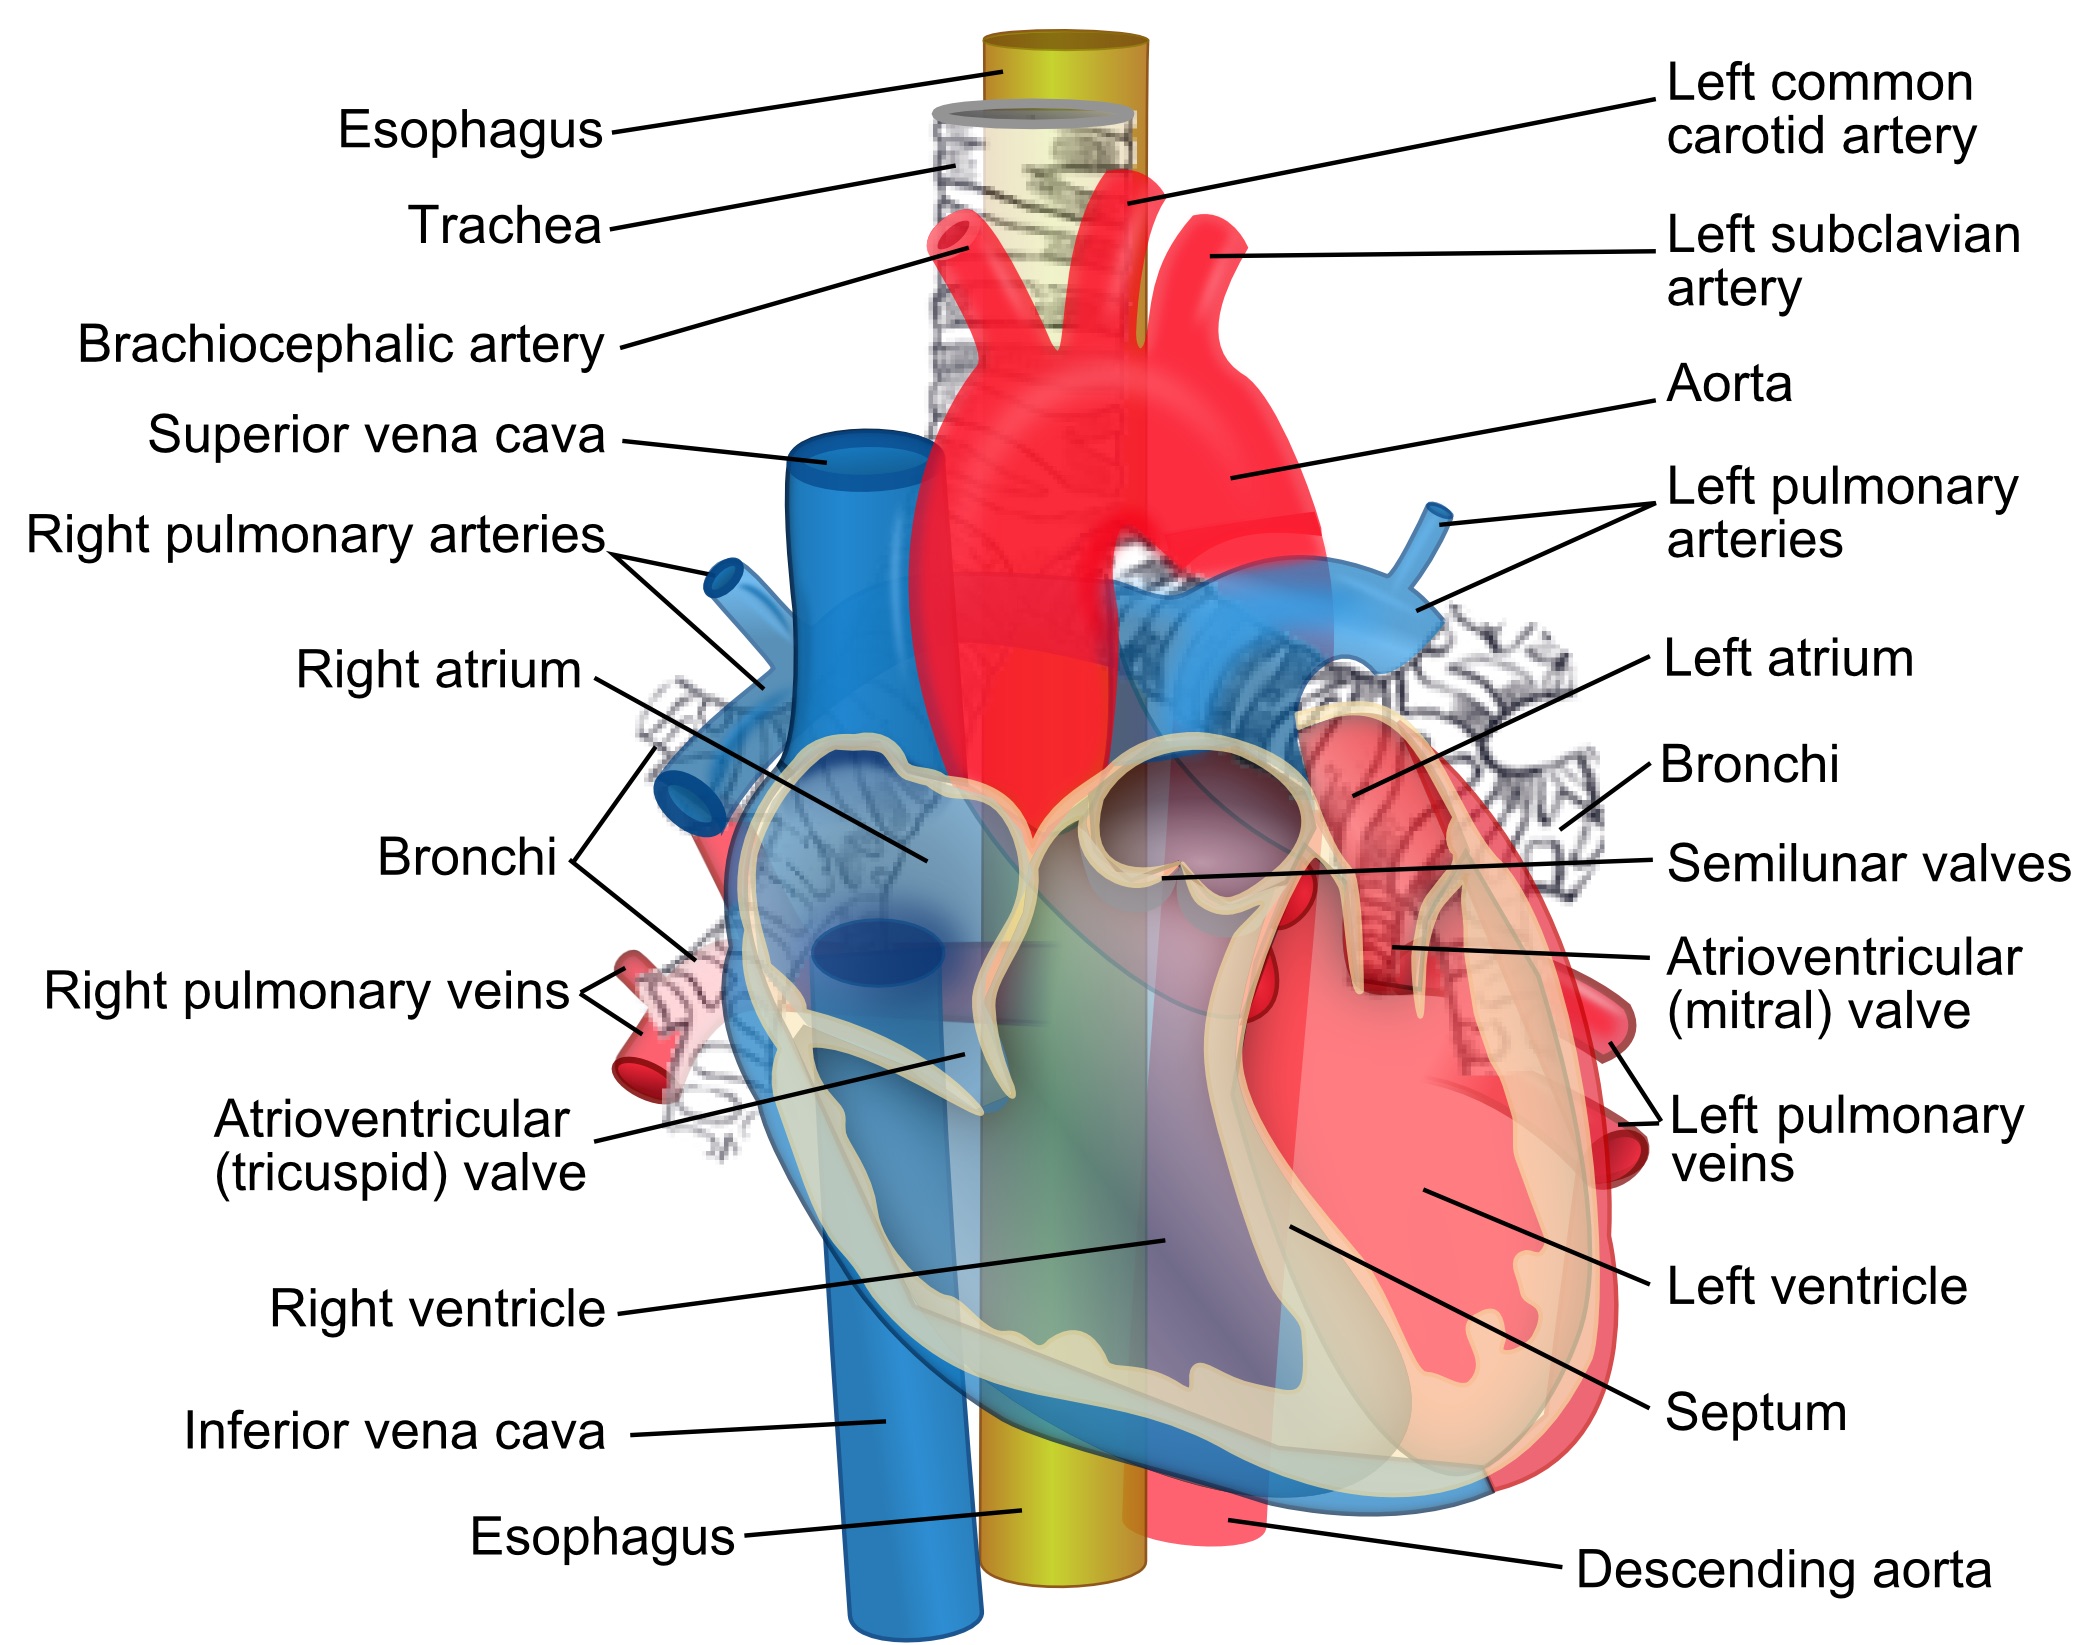 Esophagus
Trachea
Brachiocephalic artery
Superior vena cava
Right pulmonary arteries
Right atrium
Bronchi
Right pulmonary veins
Atrioventricular
(tricuspid) valve
Right ventricle
Inferior vena cava
Esophagus
Left common
carotid artery
Left subclavian
artery
Aorta
Left pulmonary
arteries
Left atrium
Bronchi
Semilunar valves
Atrioventricular
(mitral) valve
Left pulmonary
veins
Left ventricle
Septum
Descending aorta